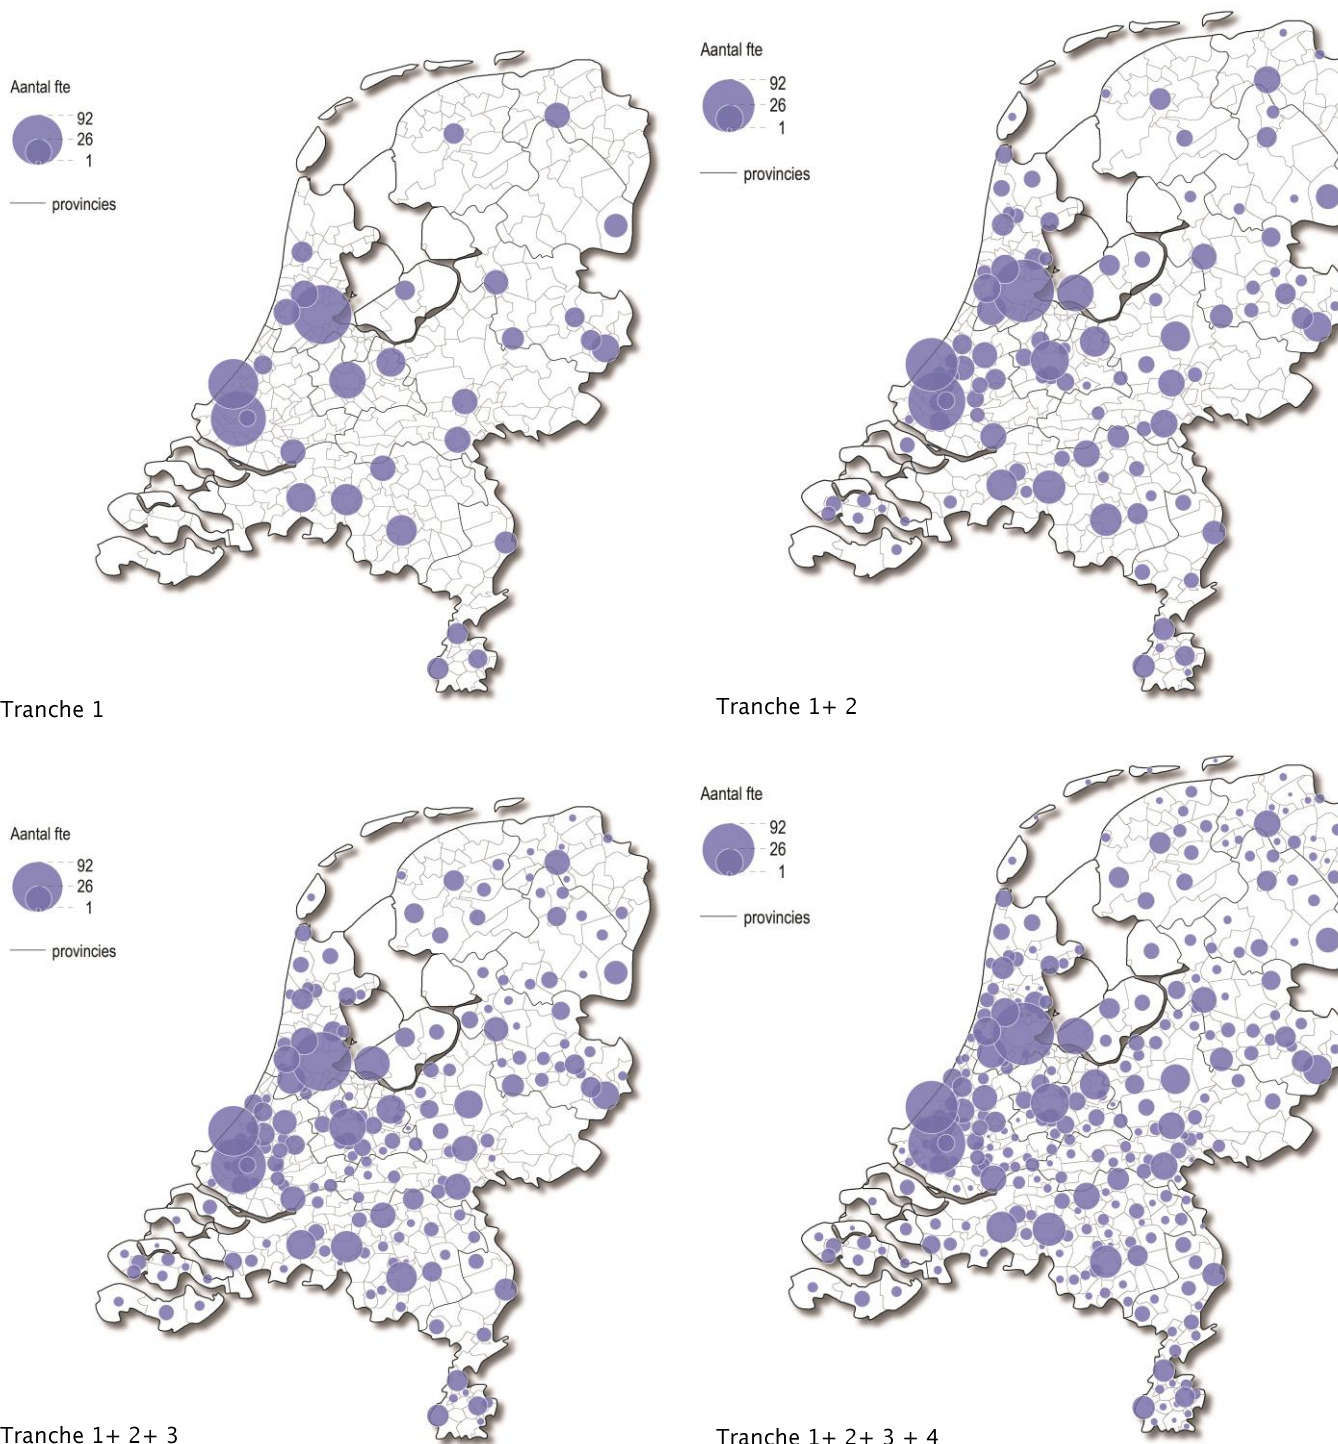 Aantal fte
92
26
1
provincies
Tranche 1
Aantal fte
92
26
1
provincies
Tranche 1+ 2
Aantal fte
92
26
1
provincies
Tranche 1+ 2+ 3
Aantal fte
92
26
1
provincies
Tranche 1+ 2+ 3 + 4